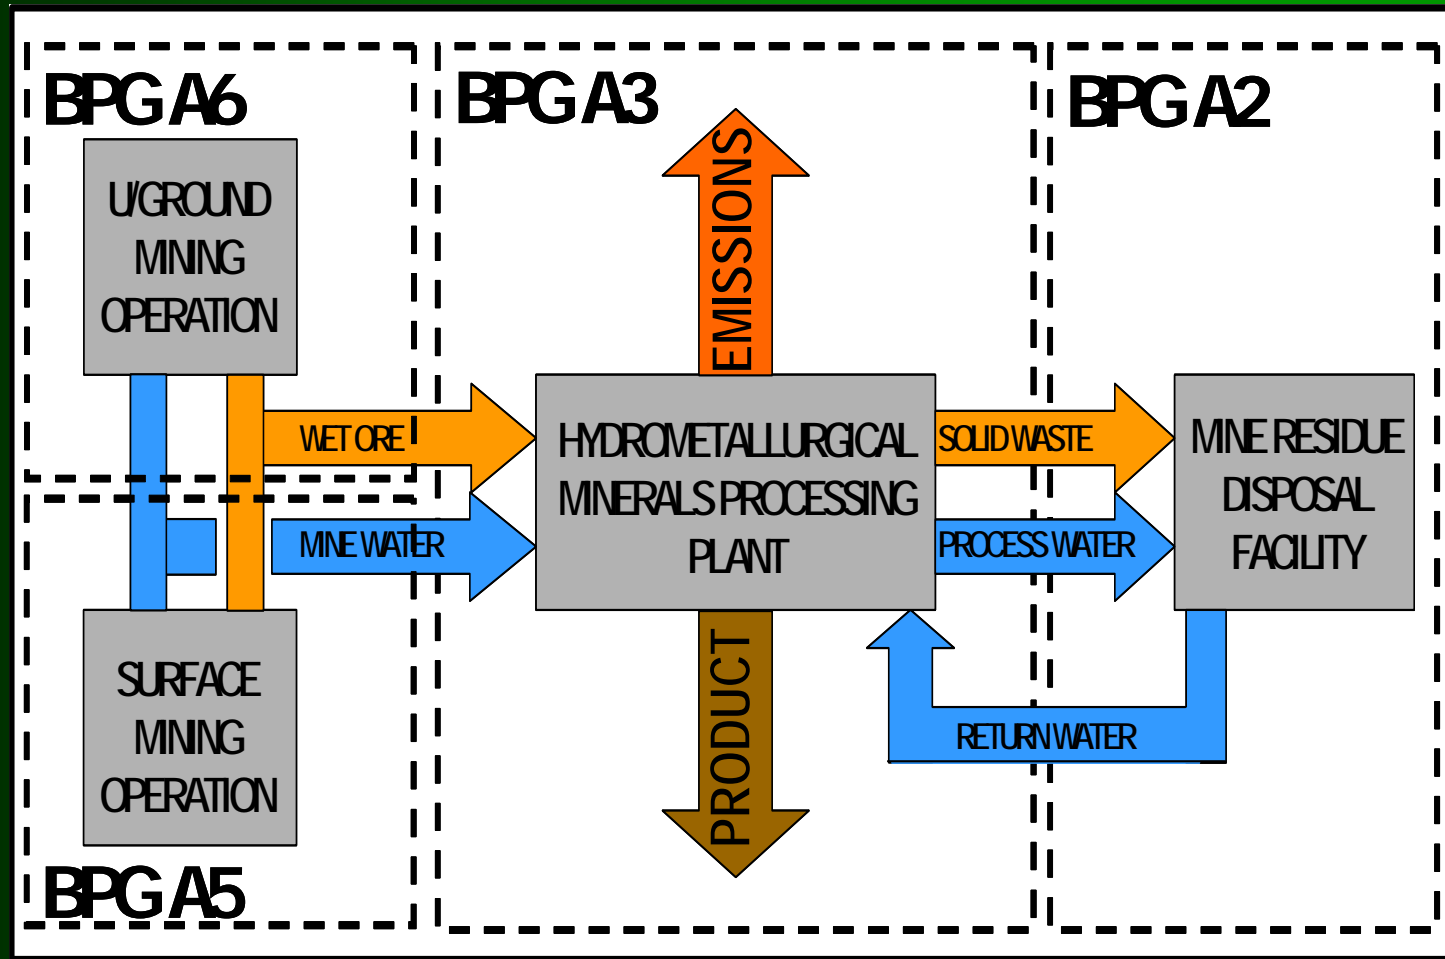 BPG A6
U/GROUND
MINING
OPERATION
WET ORE
MINE WATER
SURFACE
MINING
OPERATION
BPG A5
BPG A3
EMISSIONS
HYDROMETALLURGICAL
MINERALS PROCESSING
PLANT
PRODUCT
SOLID WASTE
PROCESS WATER
RETURN WATER
BPG A2
MINE RESIDUE
DISPOSAL
FACILITY